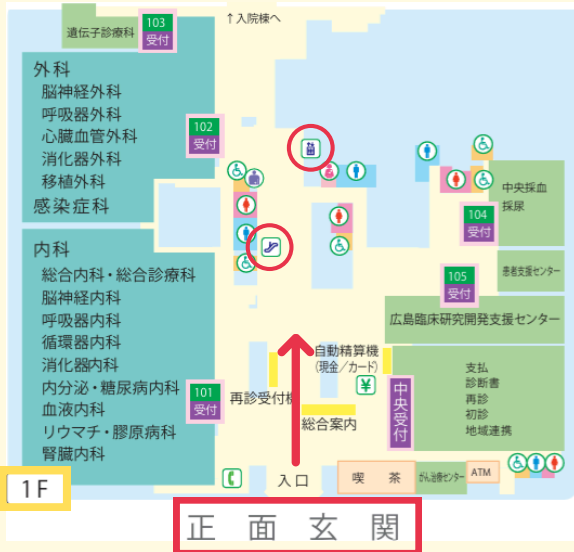 ↑入院棟へ
遺伝子診療科
103
受付
外科
脳神経外科
呼吸器外科
心臓血管外科
消化器外科
移植外科
感染症科
102
受付
中央採血
採尿
104
受付
患者支援センター
105
受付
広島臨床研究開発支援センター
内科
総合内科・総合診療科
脳神経内科
呼吸器内科
循環器内科
消化器内科
内分泌・糖尿病内科
血液内科
リウマチ・膠原病科
腎臓内科
101
受付
自動精算機
(現金/カード)
¥
再診受付機
総合案内
中央受付
支払
診断書
再診
初診
地域連携
入口
喫茶
がん治療センター
ATM
1F
正面玄関